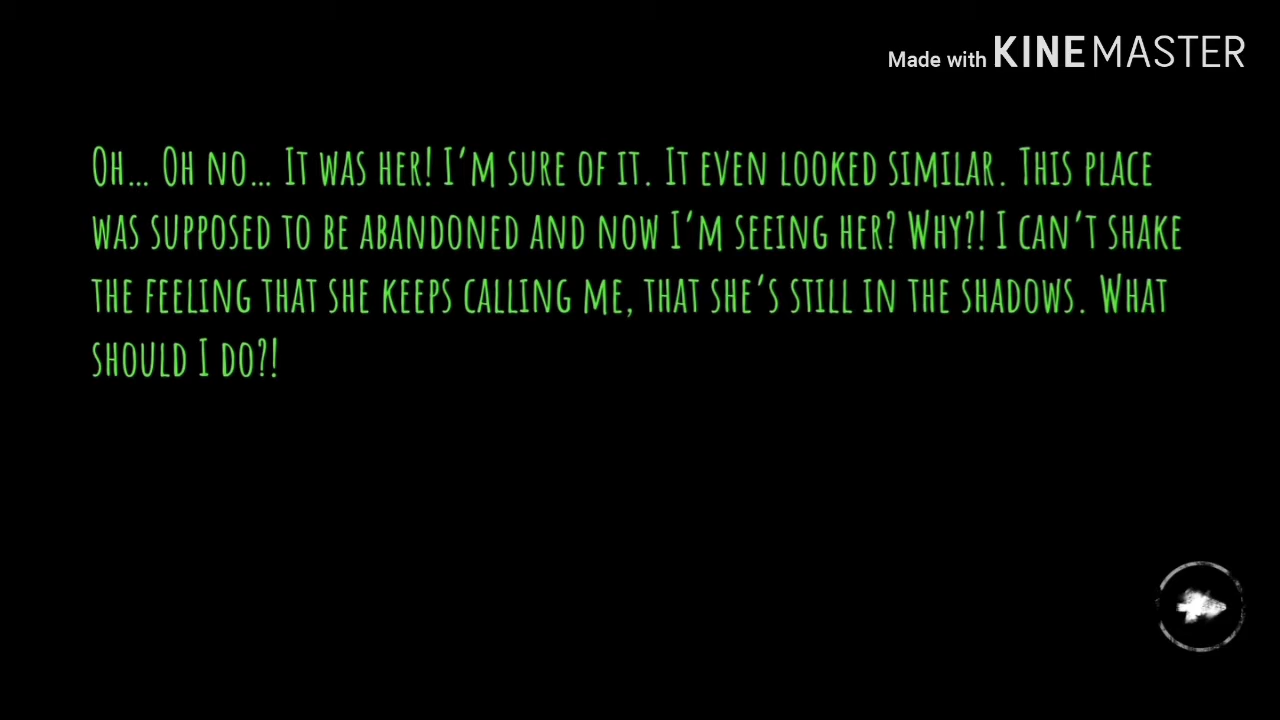 Made with KINEMASTER
Oh... Oh no... It was her! I'm sure of it. It even looked similar. This place
was supposed to be abandoned and now I'm seeing her? Why?! I can't shake
the feeling that she keeps calling me, that she's still in the shadows. What
should I do?!